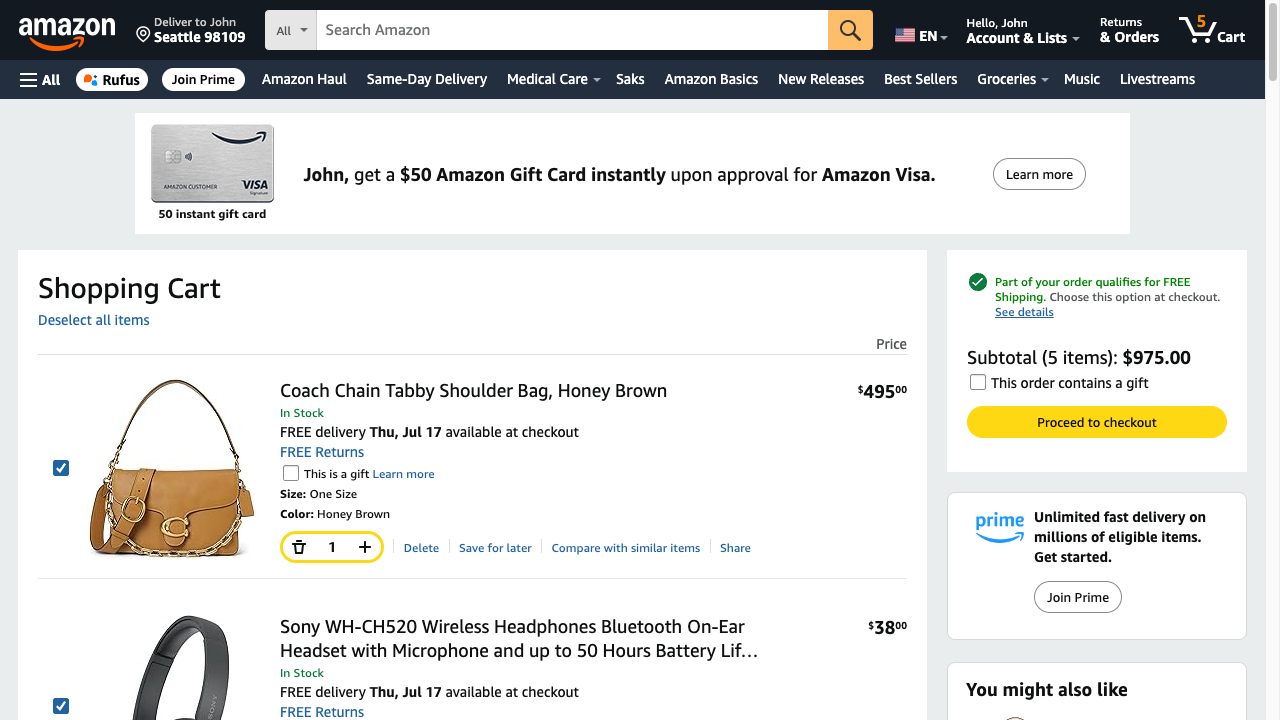 amazon
Deliver to John
Seattle 98109
All
Search Amazon
EN
Hello, John
Account & Lists
Returns
& Orders
5
Cart
All
Rufus
Join Prime
Amazon Haul
Same-Day Delivery
Medical Care
Saks
Amazon Basics
New Releases
Best Sellers
Groceries
Music
Livestreams
AMAZON CUSTOMER
VISA
Signature
50 instant gift card
John, get a $50 Amazon Gift Card instantly upon approval for Amazon Visa.
Learn more
Shopping Cart
Deselect all items
Price
Coach Chain Tabby Shoulder Bag, Honey Brown
$49500
In Stock
FREE delivery Thu, Jul 17 available at checkout
FREE Returns
This is a gift Learn more
Size: One Size
Color: Honey Brown
1
Delete
Save for later
Compare with similar items
Share
Sony WH-CH520 Wireless Headphones Bluetooth On-Ear
Headset with Microphone and up to 50 Hours Battery Lif…
$3800
In Stock
FREE delivery Thu, Jul 17 available at checkout
FREE Returns
SONY
Part of your order qualifies for FREE
Shipping. Choose this option at checkout.
See details
Subtotal (5 items): $975.00
This order contains a gift
Proceed to checkout
prime
Unlimited fast delivery on
millions of eligible items.
Get started.
Join Prime
You might also like